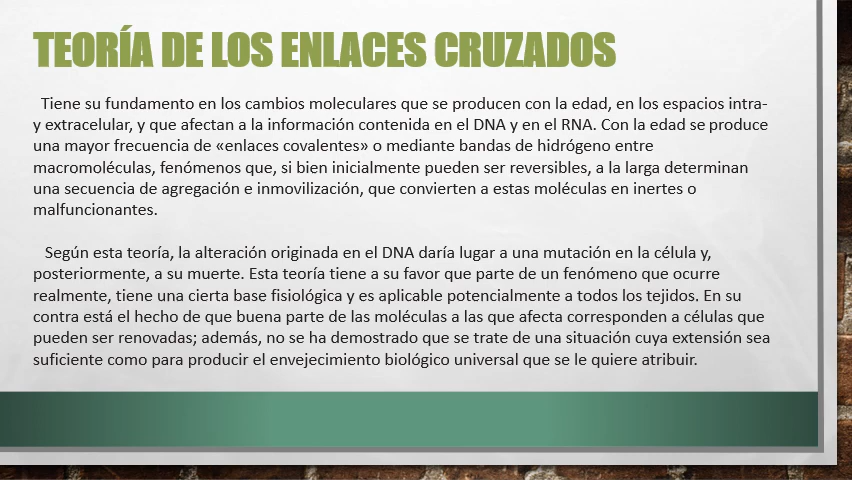 TEORÍA DE LOS ENLACES CRUZADOS
Tiene su fundamento en los cambios moleculares que se producen con la edad, en los espacios intra-
y extracelular, y que afectan a la información contenida en el DNA y en el RNA. Con la edad se produce
una mayor frecuencia de «enlaces covalentes» o mediante bandas de hidrógeno entre
macromoléculas, fenómenos que, si bien inicialmente pueden ser reversibles, a la larga determinan
una secuencia de agregación e inmovilización, que convierten a estas moléculas en inertes o
malfuncionantes.
Según esta teoría, la alteración originada en el DNA daría lugar a una mutación en la célula y,
posteriormente, a su muerte. Esta teoría tiene a su favor que parte de un fenómeno que ocurre
realmente, tiene una cierta base fisiológica y es aplicable potencialmente a todos los tejidos. En su
contra está el hecho de que buena parte de las moléculas a las que afecta corresponden a células que
pueden ser renovadas; además, no se ha demostrado que se trate de una situación cuya extensión sea
suficiente como para producir el envejecimiento biológico universal que se le quiere atribuir.